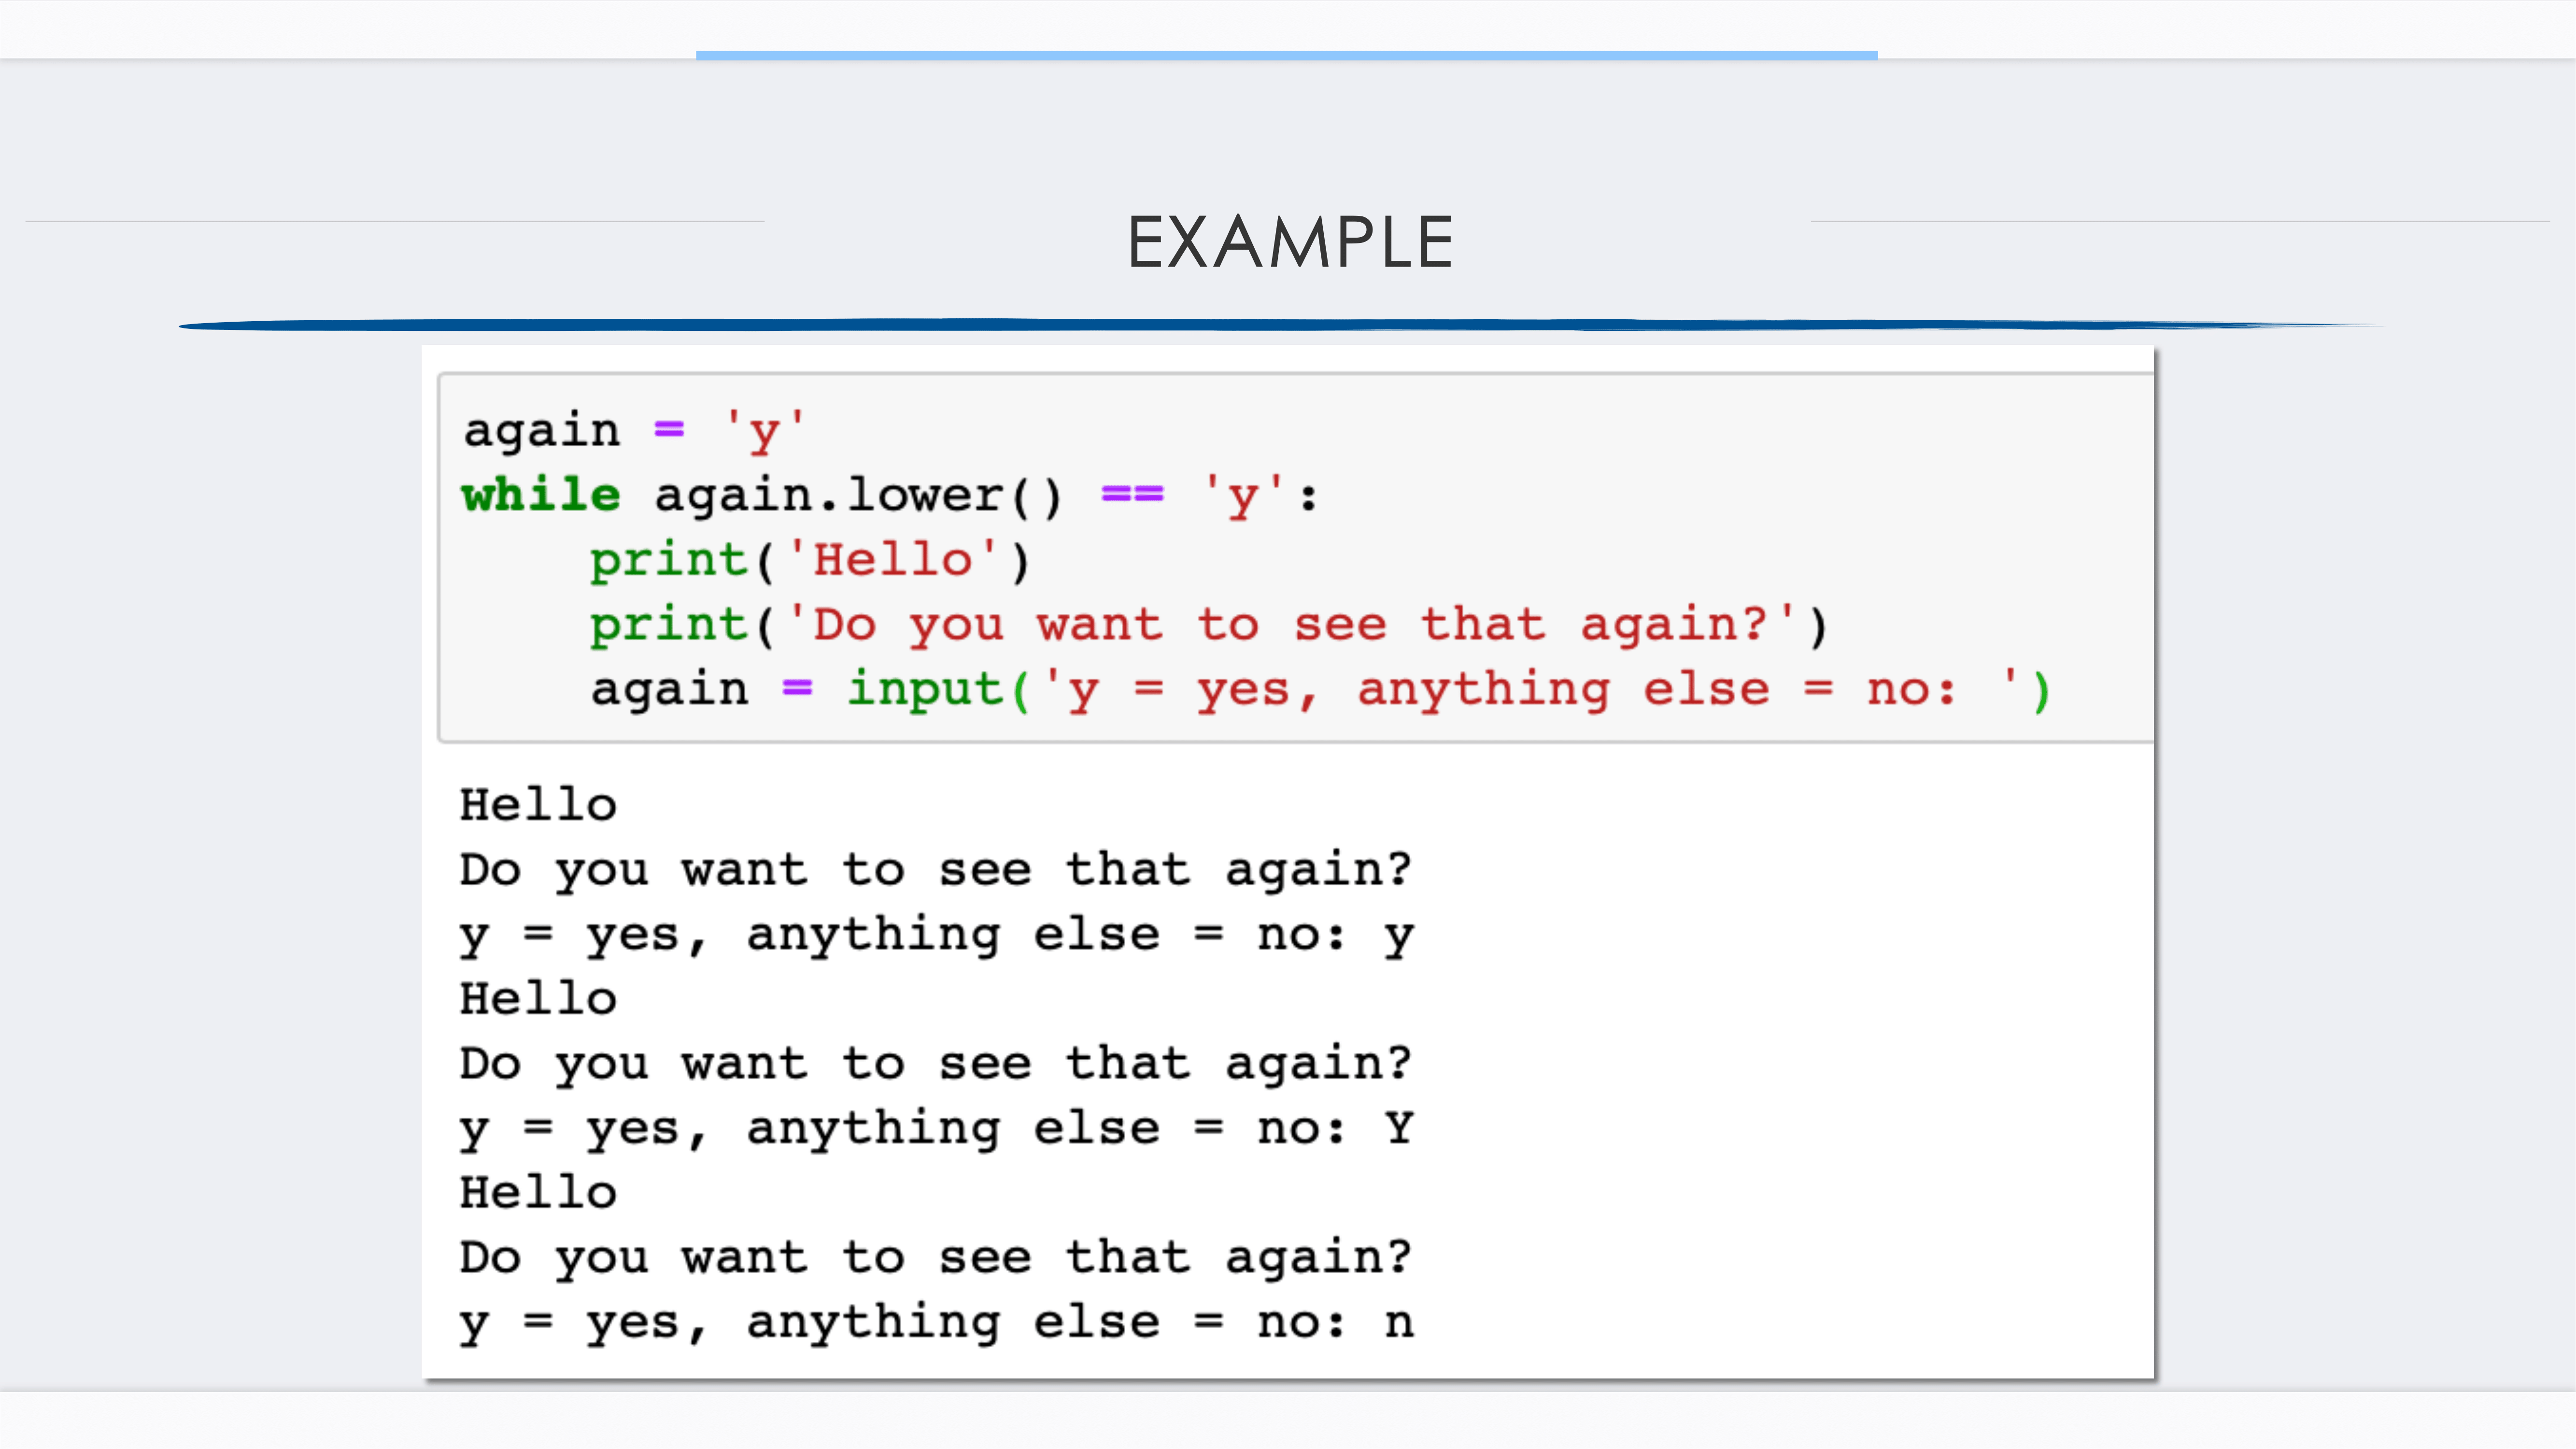 EXAMPLE
again = 'y'
while again.lower() == 'y':
    print('Hello')
    print('Do you want to see that again?')
    again = input('y = yes, anything else = no: ')
Hello
Do you want to see that again?
y = yes, anything else = no: y
Hello
Do you want to see that again?
y = yes, anything else = no: Y
Hello
Do you want to see that again?
y = yes, anything else = no: n